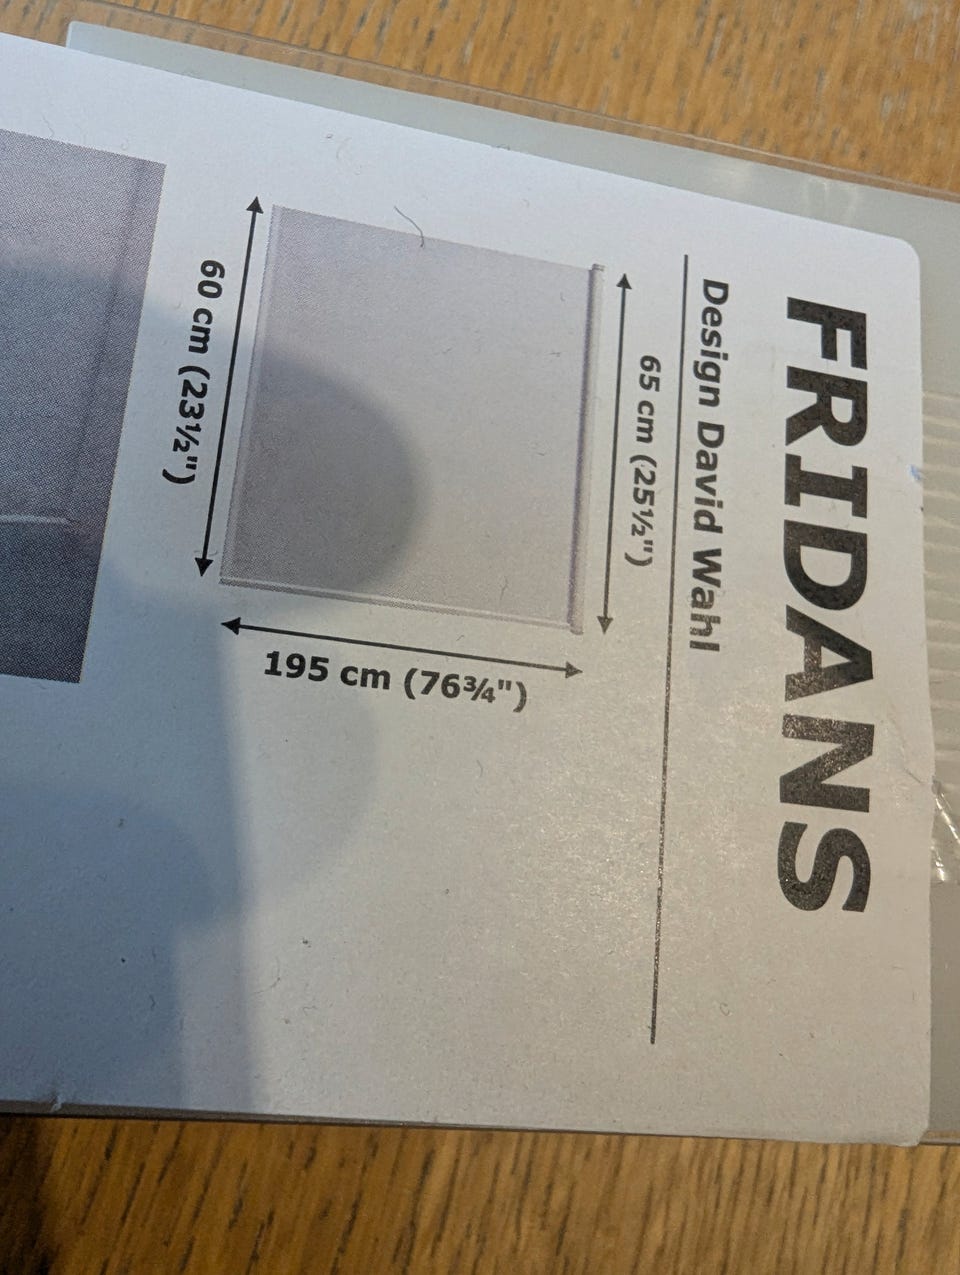 FRIDANS
Design David Wahl
65 cm (25½")
195 cm (76¾")
60 cm (23½")